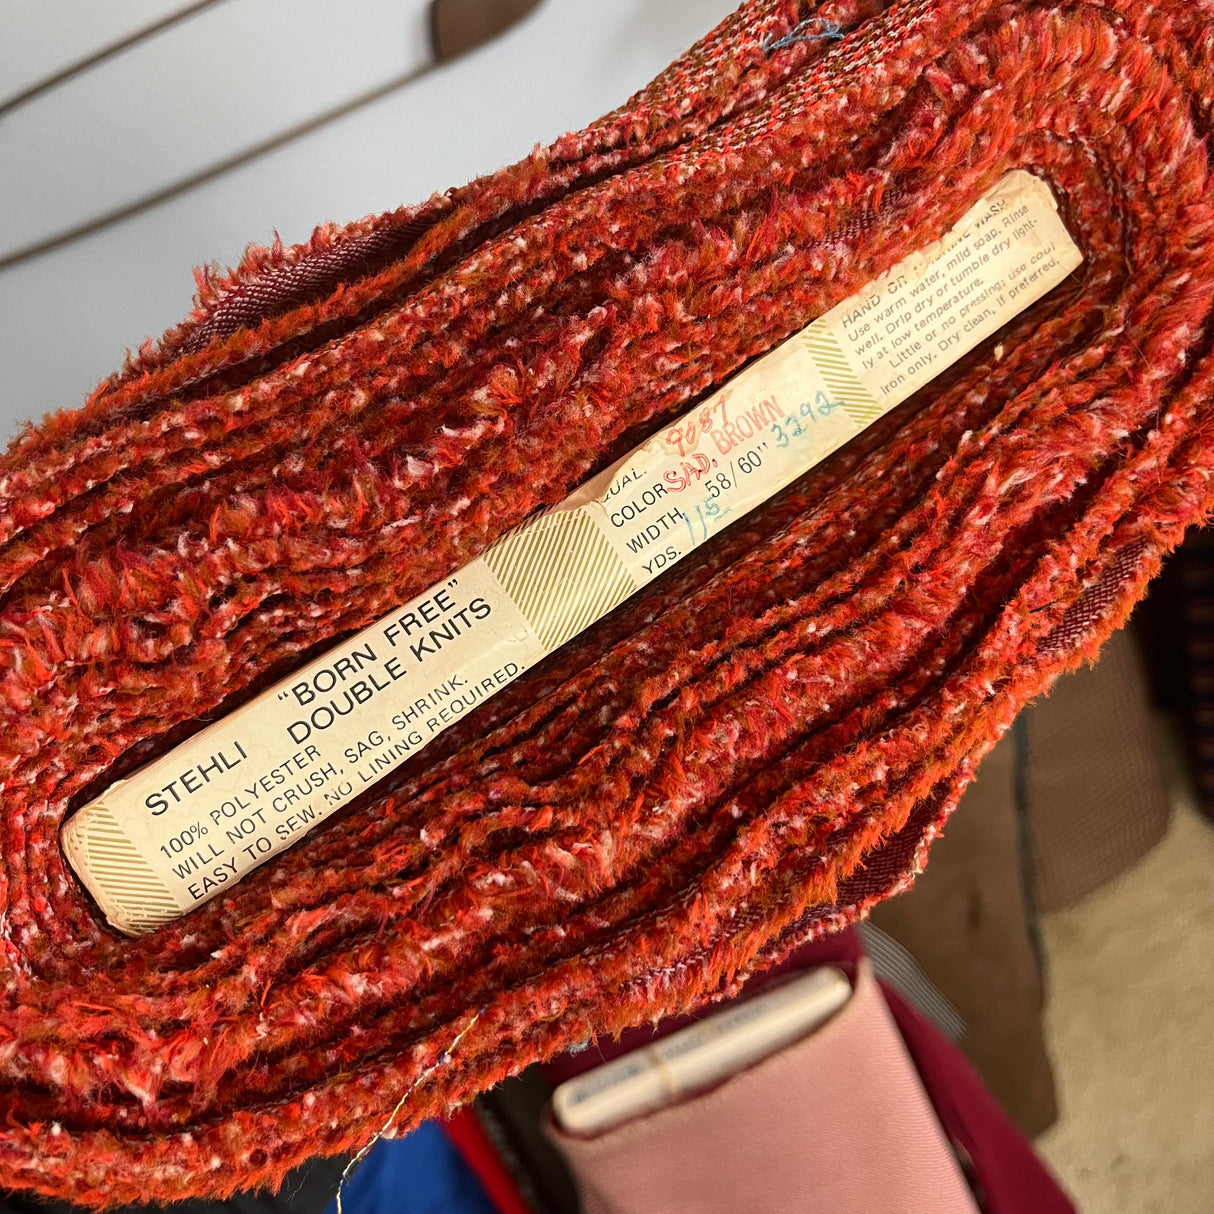 STEHLI "BORN FREE"
DOUBLE KNITS
100% POLYESTER
WILL NOT CRUSH, SAG, SHRINK.
EASY TO SEW. NO LINING REQUIRED.
QUAL. 9087
COLOR SAD. BROWN
WIDTH 58/60" 3292
YDS. 115
HAND OR MACHINE WASH
Use warm water, mild soap. Rinse
well. Drip dry or tumble dry light-
ly at low temperature.
Little or no pressing; use cool
iron only. Dry clean, if preferred.